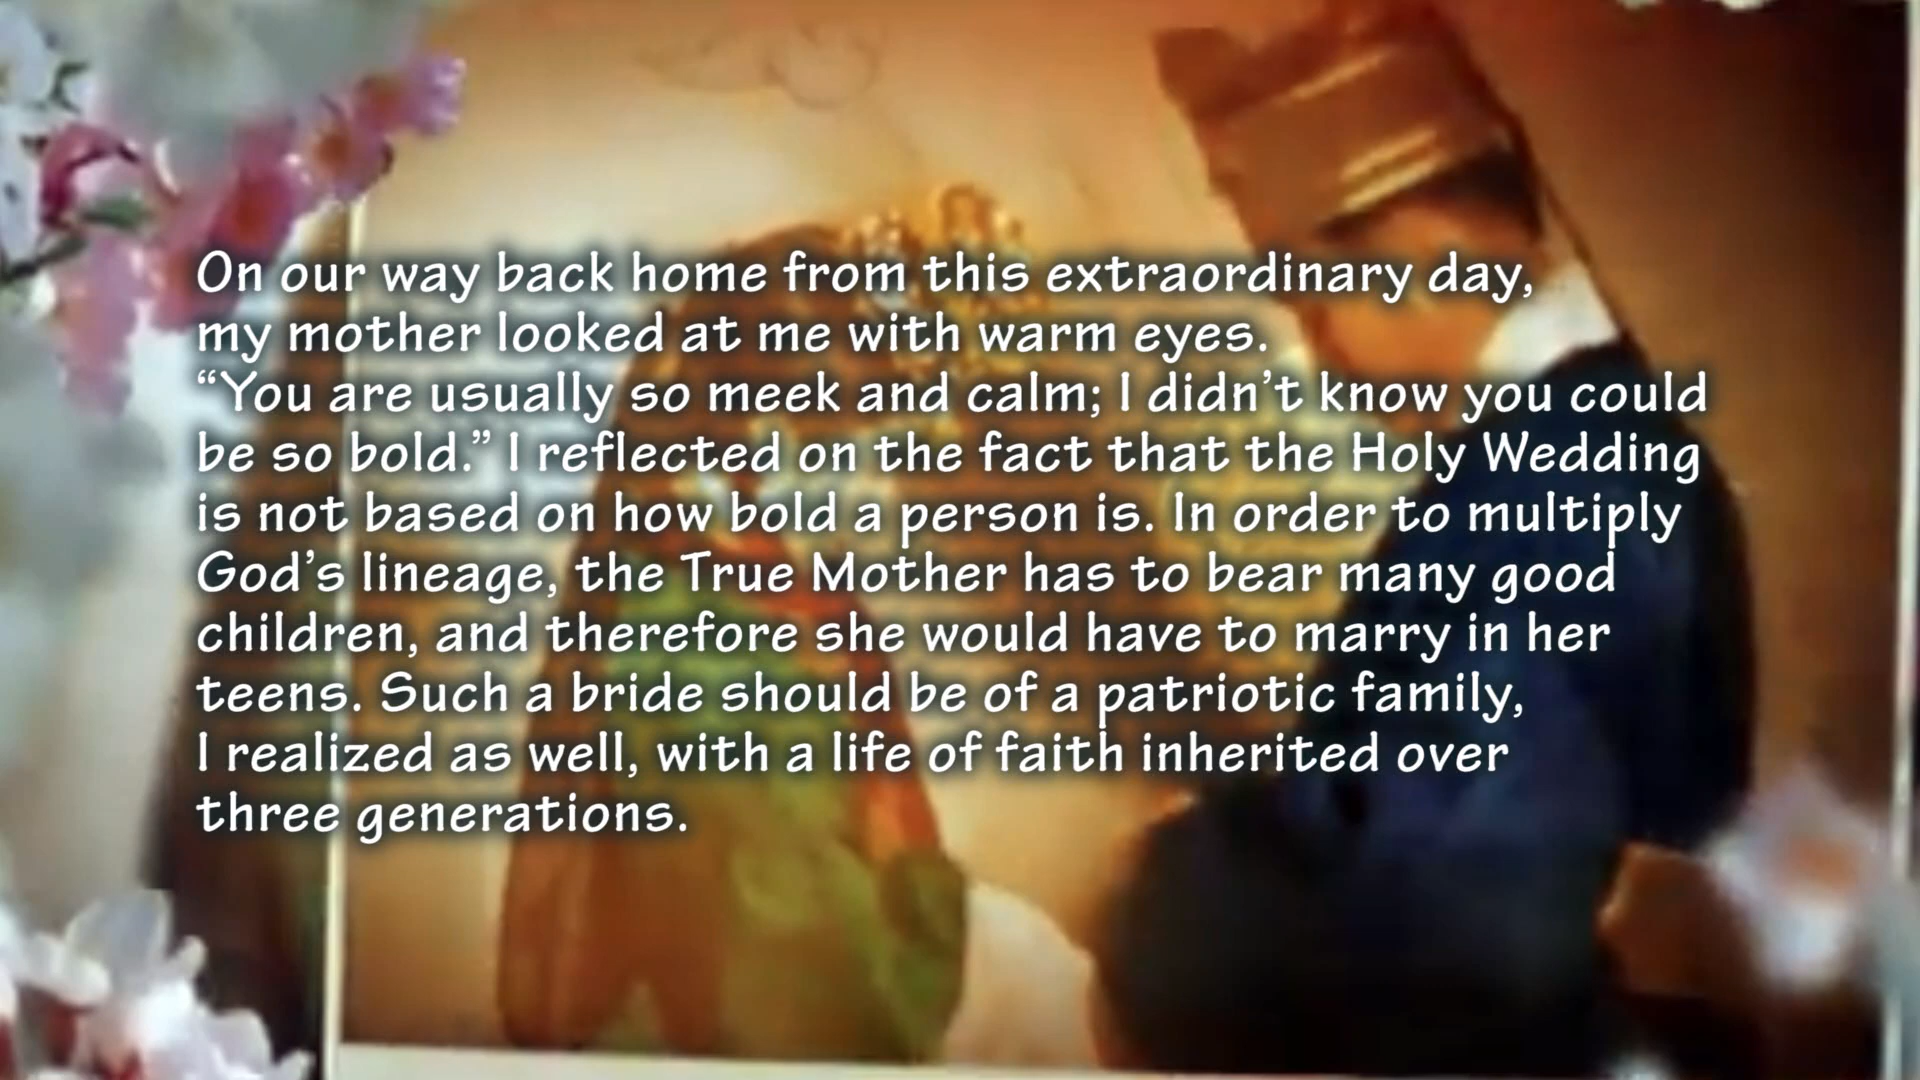 On our way back home from this extraordinary day,
my mother looked at me with warm eyes.
“You are usually so meek and calm; I didn’t know you could
be so bold.” I reflected on the fact that the Holy Wedding
is not based on how bold a person is. In order to multiply
God’s lineage, the True Mother has to bear many good
children, and therefore she would have to marry in her
teens. Such a bride should be of a patriotic family,
I realized as well, with a life of faith inherited over
three generations.